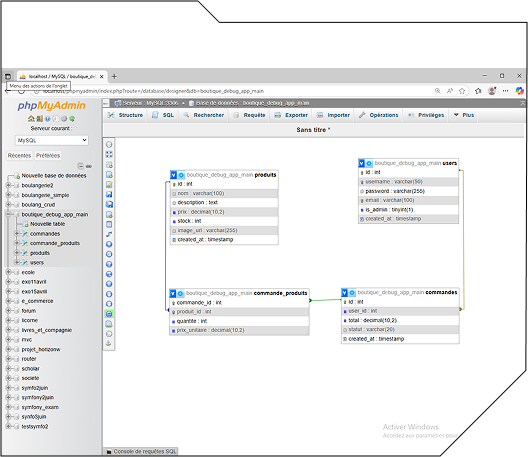 localhost / MySQL / boutique_de
Menu des actions de l'onglet
localhost/phpmyadmin/index.php?route=/database/designer&db=boutique_debug_app_main
phpMyAdmin
Serveur courant :
MySQL
Récentes Préférées
Nouvelle base de données
boulangerie2
boulangerie_simple
boulang_crud
boutique_debug_app_main
Nouvelle table
commandes
commande_produits
produits
users
ecole
exo11avril
exo15avril
e_commerce
forum
licorne
livres_et_compagnie
mvc
projet_horizonw
router
scholar
societe
symfo2juin
symfony2juin
symfony_exam
synfo5juin
testsymfo2
Serveur : MySQL:3306 » Base de données : boutique_debug_app_main
Structure SQL Rechercher Requête Exporter Importer Opérations Privilèges Plus
Sans titre *
boutique_debug_app_main produits
id : int
nom : varchar(100)
description : text
prix : decimal(10,2)
stock : int
image_url : varchar(255)
created_at : timestamp
boutique_debug_app_main users
id : int
username : varchar(50)
password : varchar(255)
email : varchar(100)
is_admin : tinyint(1)
created_at : timestamp
boutique_debug_app_main commande_produits
commande_id : int
produit_id : int
quantite : int
prix_unitaire : decimal(10,2)
boutique_debug_app_main commandes
id : int
user_id : int
total : decimal(10,2)
statut : varchar(20)
created_at : timestamp
Activer Windows
Accédez aux paramètres pour
Console de requêtes SQL